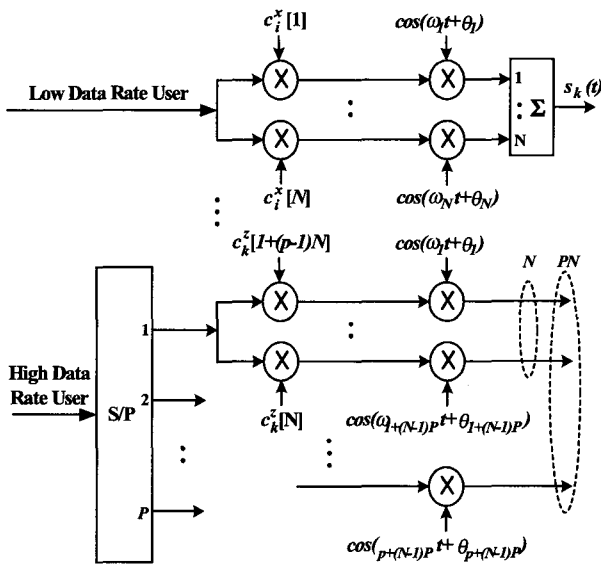 c_i^x[1]
cos(ω_1t+θ_1)
Low Data Rate User
1
⋮ Σ
N
s_k(t)
c_i^x[N]
cos(ω_Nt+θ_N)
c_k^z[1+(p-1)N]
cos(ω_1t+θ_1)
N
PN
High Data
Rate User
S/P
1
2
P
X
X
X
X
X
X
X
X
X
c_k^z[N]
cos(ω_{1+(N-1)P}t+θ_{1+(N-1)P})
cos(_{p+(N-1)P}t+θ_{p+(N-1)P})